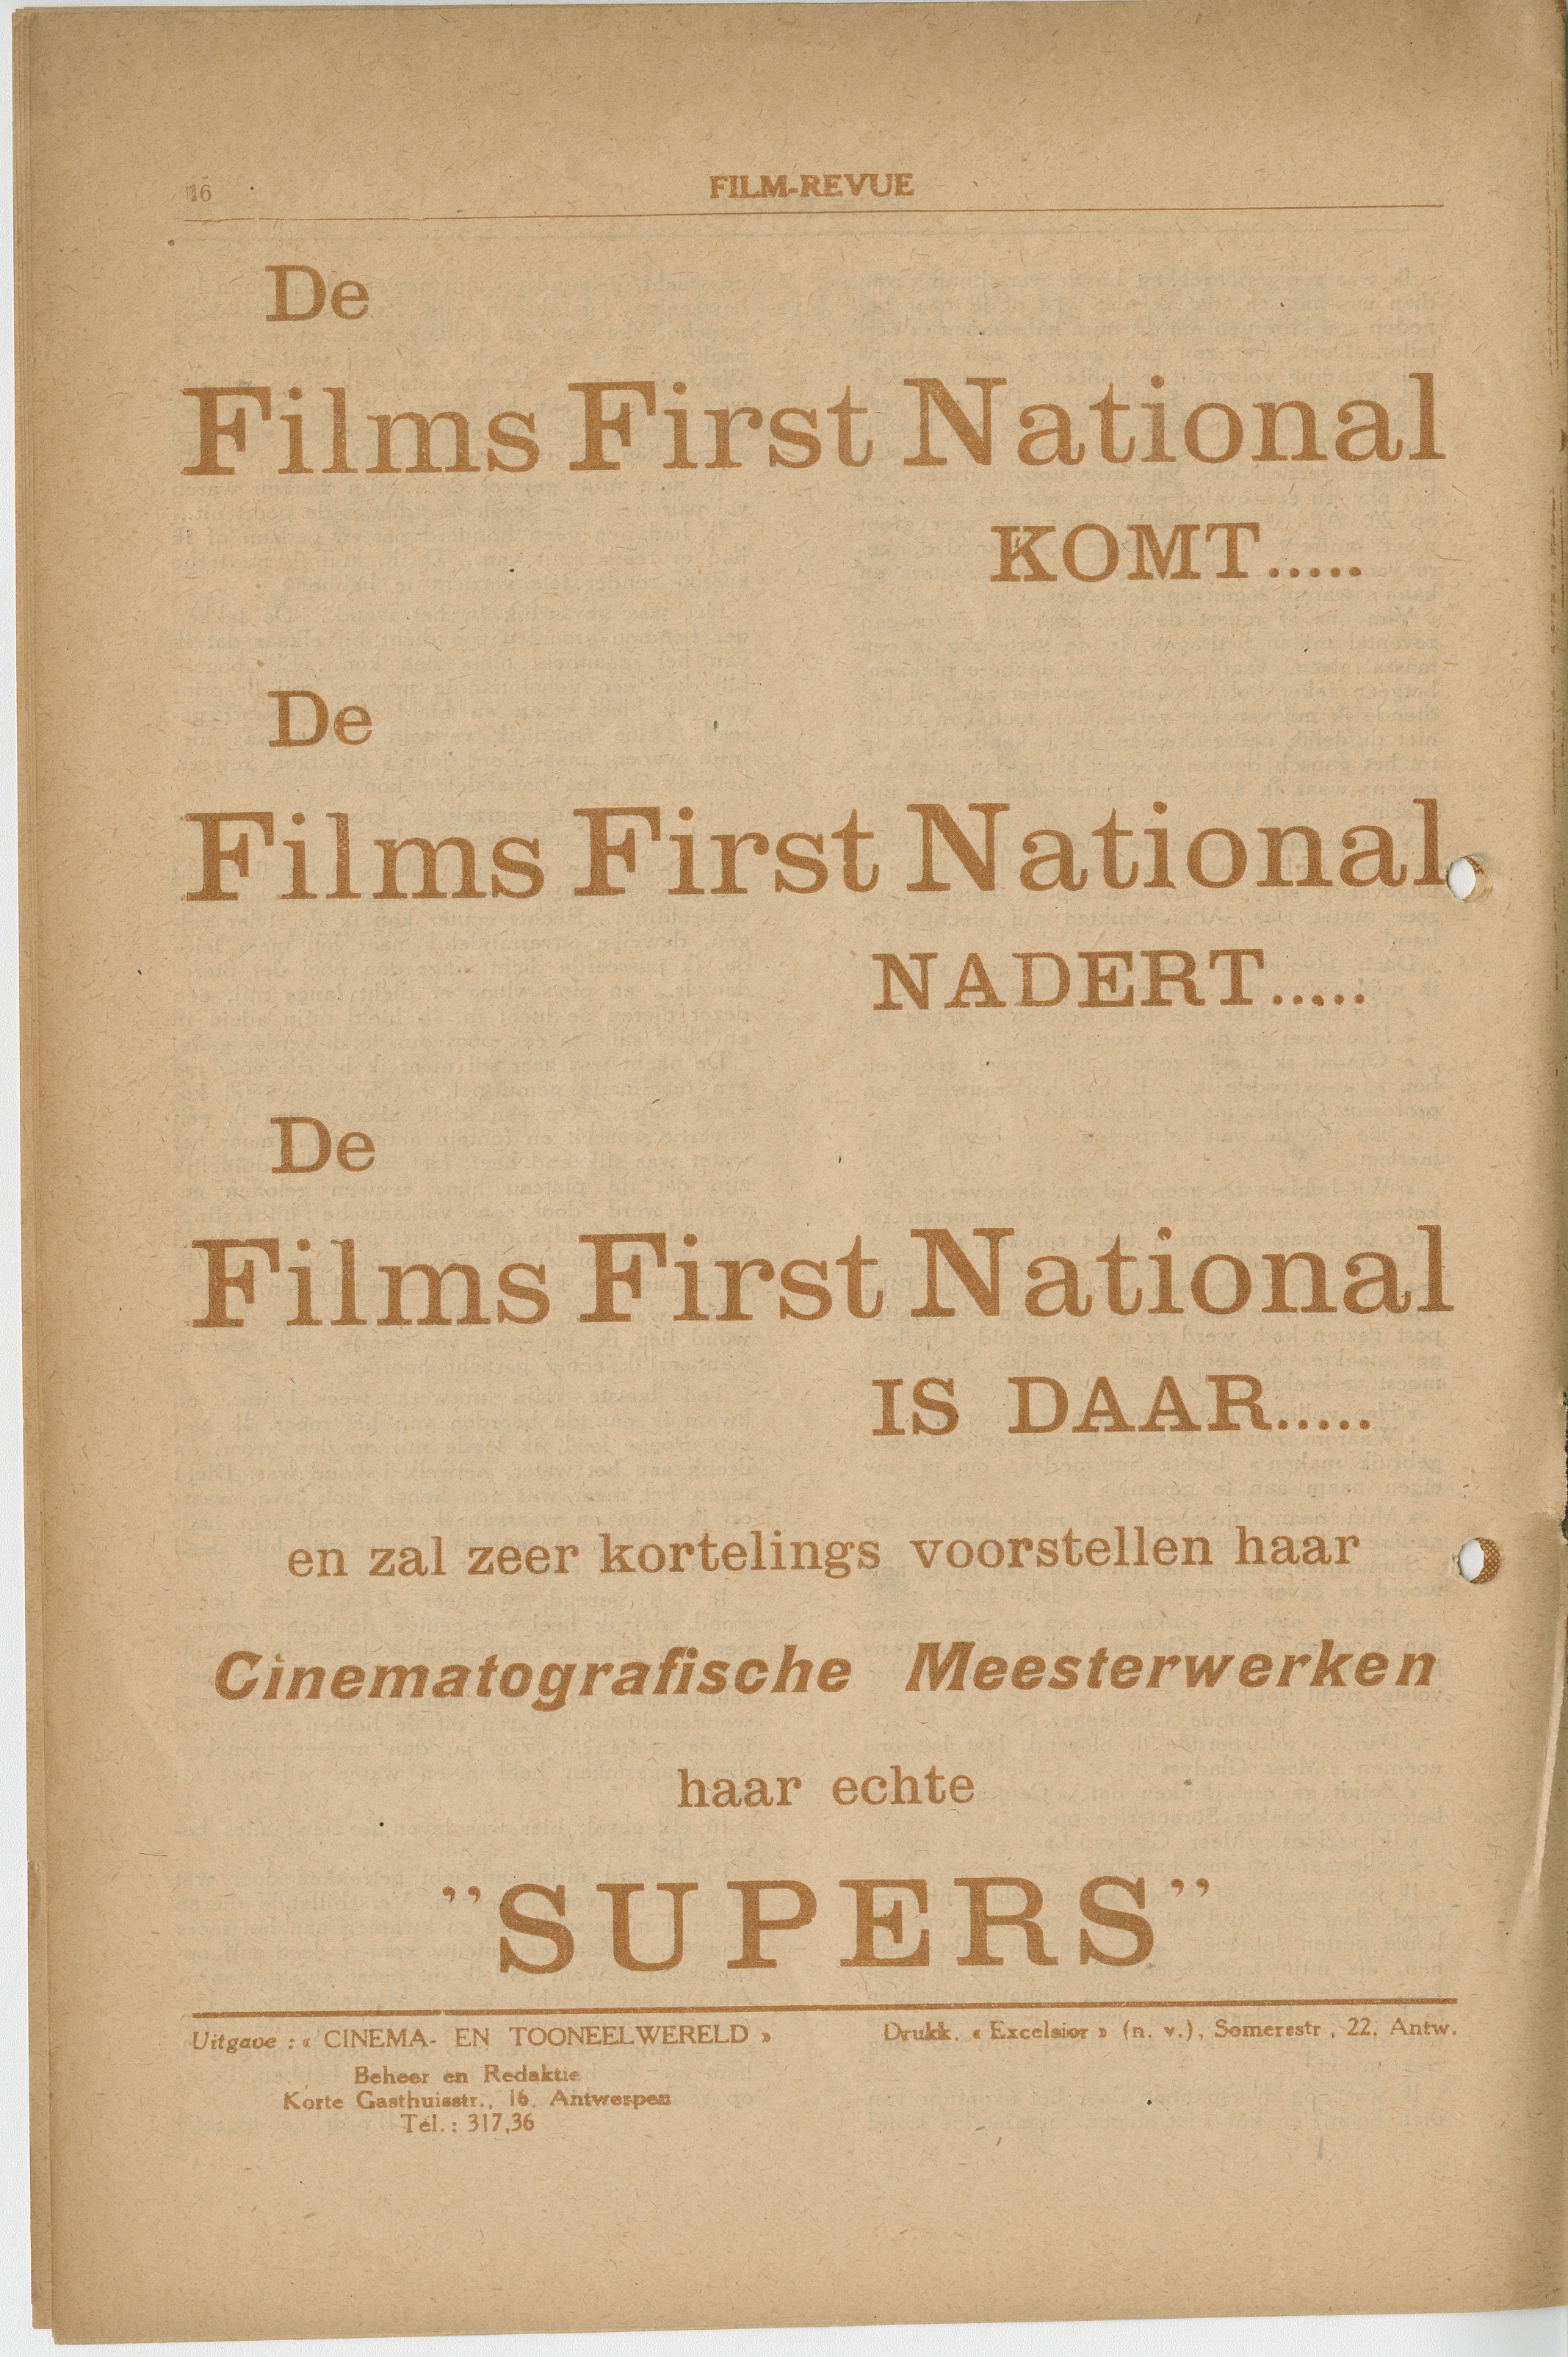 16
FILM-REVUE
De
Films First National
KOMT.....
De
Films First National
NADERT.....
De
Films First National
IS DAAR.....
en zal zeer kortelings voorstellen haar
Cinematografische Meesterwerken
haar echte
"SUPERS"
Uitgave : « CINEMA- EN TOONEELWERELD »
Beheer en Redaktie
Korte Gasthuisstr., 16, Antwerpen
Tél. : 317,36
Drukk. « Excelsior » (n. v.), Somersstr , 22, Antw.